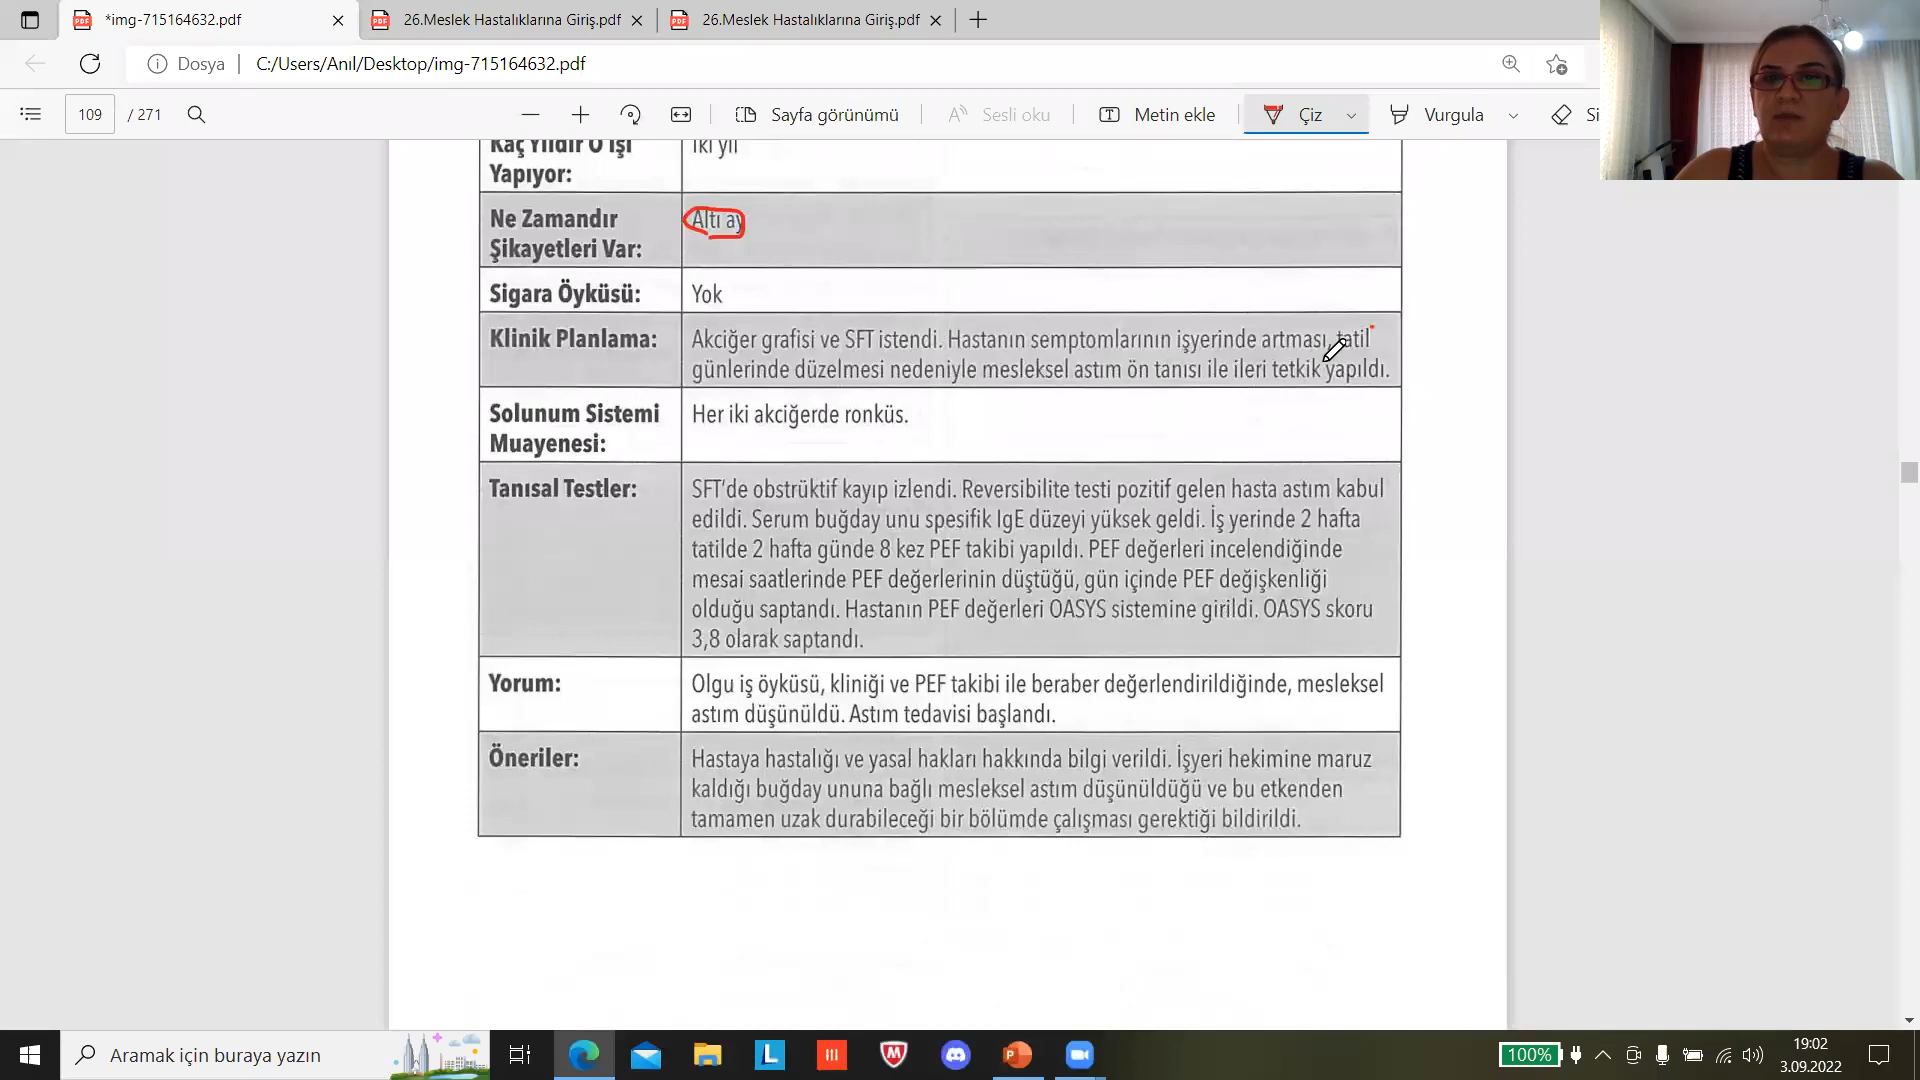 *img-715164632.pdf
26.Meslek Hastalıklarına Giriş.pdf
26.Meslek Hastalıklarına Giriş.pdf
Dosya
C:/Users/Anıl/Desktop/img-715164632.pdf
109
/ 271
Sayfa görünümü
Sesli oku
Metin ekle
Çiz
Vurgula
Kaç Yıldır O İşi
Yapıyor:
İki yıl
Ne Zamandır
Şikayetleri Var:
Altı ay
Sigara Öyküsü:
Yok
Klinik Planlama:
Akciğer grafisi ve SFT istendi. Hastanın semptomlarının işyerinde artması, tatil
günlerinde düzelmesi nedeniyle mesleksel astım ön tanısı ile ileri tetkik yapıldı.
Solunum Sistemi
Muayenesi:
Her iki akciğerde ronküs.
Tanısal Testler:
SFT'de obstrüktif kayıp izlendi. Reversibilite testi pozitif gelen hasta astım kabul
edildi. Serum buğday unu spesifik IgE düzeyi yüksek geldi. İş yerinde 2 hafta
tatilde 2 hafta günde 8 kez PEF takibi yapıldı. PEF değerleri incelendiğinde
mesai saatlerinde PEF değerlerinin düştüğü, gün içinde PEF değişkenliği
olduğu saptandı. Hastanın PEF değerleri OASYS sistemine girildi. OASYS skoru
3,8 olarak saptandı.
Yorum:
Olgu iş öyküsü, kliniği ve PEF takibi ile beraber değerlendirildiğinde, mesleksel
astım düşünüldü. Astım tedavisi başlandı.
Öneriler:
Hastaya hastalığı ve yasal hakları hakkında bilgi verildi. İşyeri hekimine maruz
kaldığı buğday ununa bağlı mesleksel astım düşünüldüğü ve bu etkenden
tamamen uzak durabileceği bir bölümde çalışması gerektiği bildirildi.
Aramak için buraya yazın
100%
19:02
3.09.2022